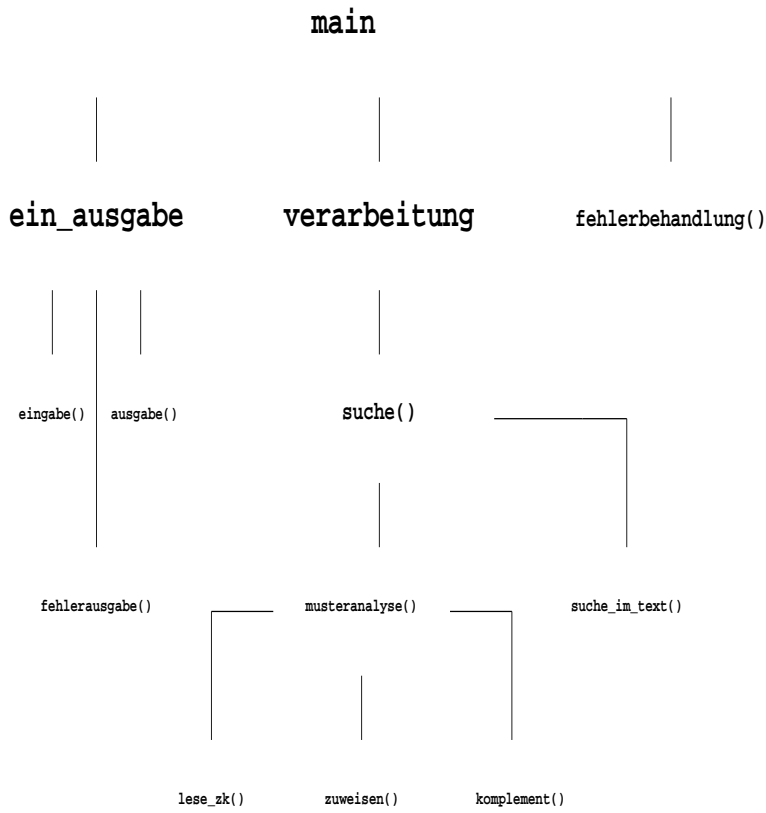 main
ein_ausgabe verarbeitung fehlerbehandlung()
eingabe() ausgabe() suche()
fehlerausgabe() musteranalyse() suche_im_text()
lese_zk() zuweisen() komplement()